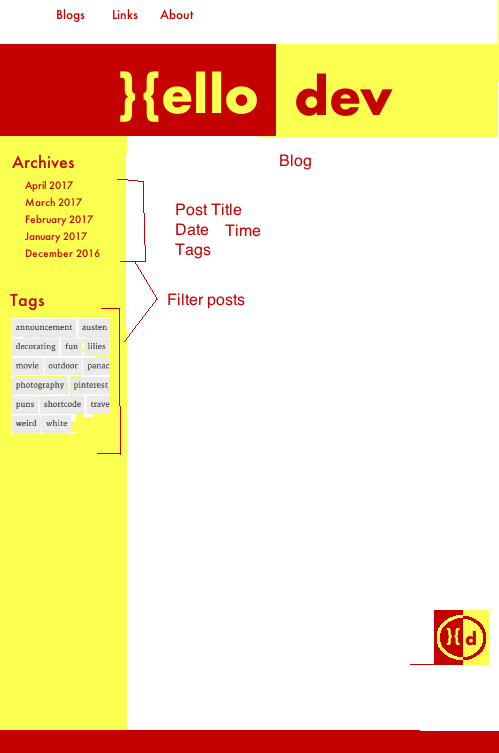 Blogs Links About
}{ello dev
Archives
April 2017
March 2017
February 2017
January 2017
December 2016
Blog
Post Title
Date Time
Tags
Filter posts
Tags
announcement austen
decorating fun lilies
movie outdoor panac
photography pinterest
puns shortcode trave
weird white
}{ d